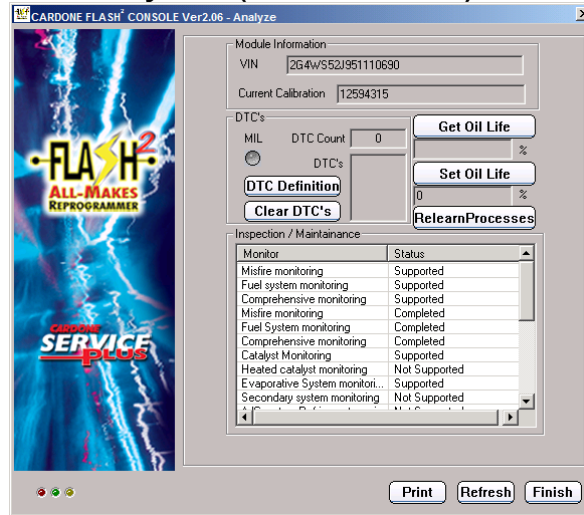 CARDONE FLASH² CONSOLE Ver2.06 - Analyze
FLASH2
ALL-MAKES
REPROGRAMMER
CARDONE
SERVICE
PLUS
Module Information
VIN 2G4WS52J951110690
Current Calibration 12594315
DTC's
MIL DTC Count 0
DTC's
DTC Definition
Clear DTC's
Get Oil Life
%
Set Oil Life
0 %
RelearnProcesses
Inspection / Maintainance
Monitor Status
Misfire monitoring Supported
Fuel system monitoring Supported
Comprehensive monitoring Supported
Misfire monitoring Completed
Fuel System monitoring Completed
Comprehensive monitoring Completed
Catalyst Monitoring Supported
Heated catalyst monitoring Not Supported
Evaporative System monitori... Supported
Secondary system monitoring Not Supported
Print Refresh Finish